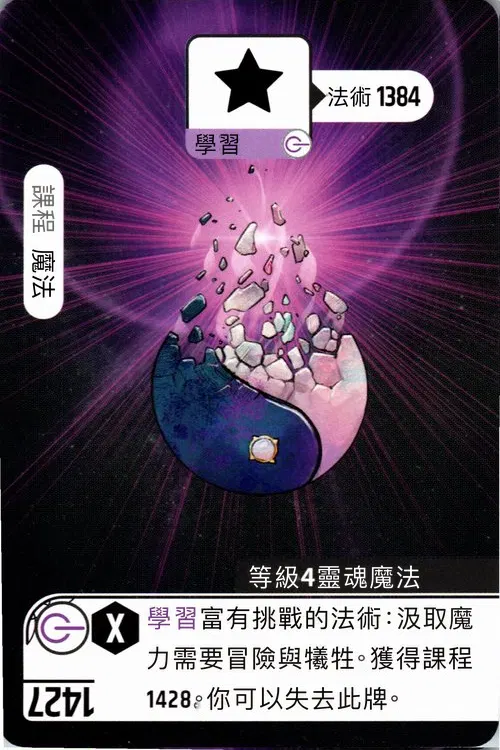 法術 1384
學習
課程 魔法
等級4靈魂魔法
X 學習富有挑戰的法術：汲取魔
力需要冒險與犧牲。獲得課程
1428。你可以失去此牌。
1427